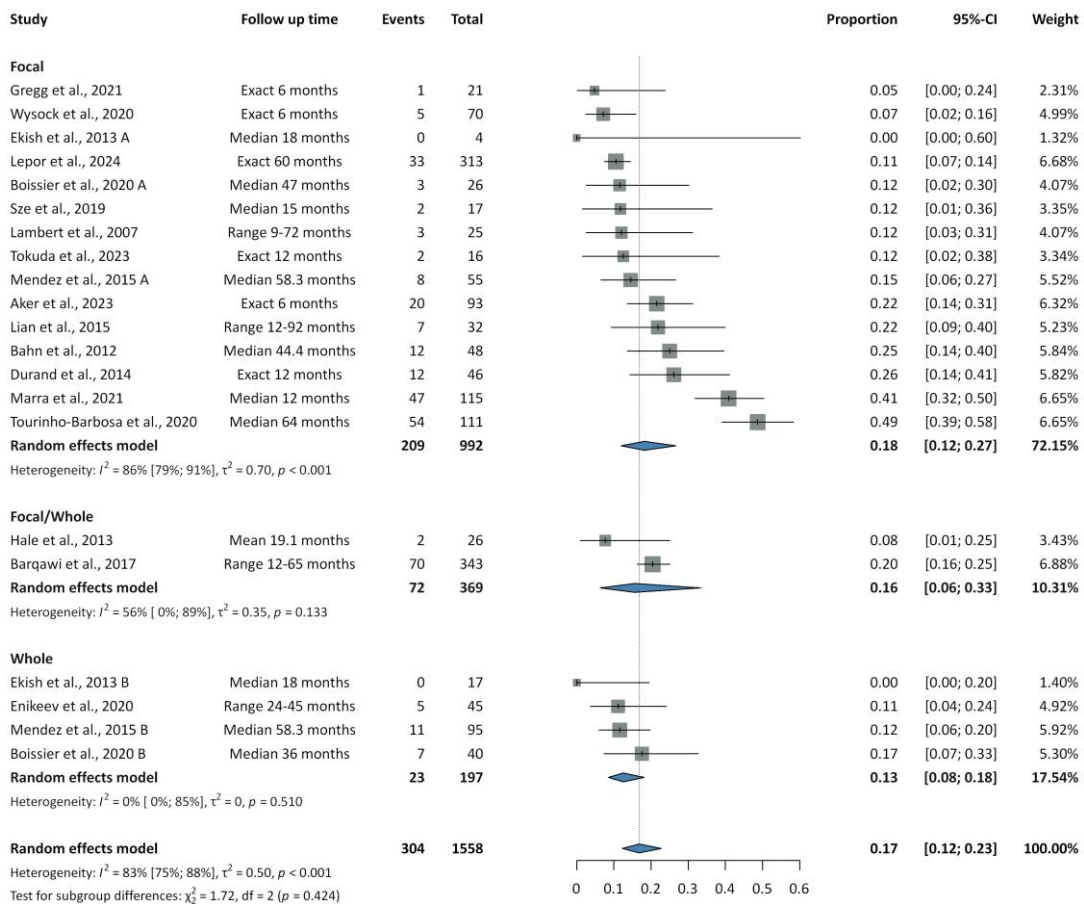 Study Follow up time Events Total Proportion 95%-CI Weight
Focal
Gregg et al., 2021 Exact 6 months 1 21 0.05 [0.00; 0.24] 2.31%
Wysock et al., 2020 Exact 6 months 5 70 0.07 [0.02; 0.16] 4.99%
Ekish et al., 2013 A Median 18 months 0 4 0.00 [0.00; 0.60] 1.32%
Lepor et al., 2024 Exact 60 months 33 313 0.11 [0.07; 0.14] 6.68%
Boissier et al., 2020 A Median 47 months 3 26 0.12 [0.02; 0.30] 4.07%
Sze et al., 2019 Median 15 months 2 17 0.12 [0.01; 0.36] 3.35%
Lambert et al., 2007 Range 9-72 months 3 25 0.12 [0.03; 0.31] 4.07%
Tokuda et al., 2023 Exact 12 months 2 16 0.12 [0.02; 0.38] 3.34%
Mendez et al., 2015 A Median 58.3 months 8 55 0.15 [0.06; 0.27] 5.52%
Aker et al., 2023 Exact 6 months 20 93 0.22 [0.14; 0.31] 6.32%
Lian et al., 2015 Range 12-92 months 7 32 0.22 [0.09; 0.40] 5.23%
Bahn et al., 2012 Median 44.4 months 12 48 0.25 [0.14; 0.40] 5.84%
Durand et al., 2014 Exact 12 months 12 46 0.26 [0.14; 0.41] 5.82%
Marra et al., 2021 Median 12 months 47 115 0.41 [0.32; 0.50] 6.65%
Tourinho-Barbosa et al., 2020 Median 64 months 54 111 0.49 [0.39; 0.58] 6.65%
Random effects model 209 992 0.18 [0.12; 0.27] 72.15%
Heterogeneity: I² = 86% [79%; 91%], τ² = 0.70, p < 0.001
Focal/Whole
Hale et al., 2013 Mean 19.1 months 2 26 0.08 [0.01; 0.25] 3.43%
Barqawi et al., 2017 Range 12-65 months 70 343 0.20 [0.16; 0.25] 6.88%
Random effects model 72 369 0.16 [0.06; 0.33] 10.31%
Heterogeneity: I² = 56% [ 0%; 89%], τ² = 0.35, p = 0.133
Whole
Ekish et al., 2013 B Median 18 months 0 17 0.00 [0.00; 0.20] 1.40%
Enikeev et al., 2020 Range 24-45 months 5 45 0.11 [0.04; 0.24] 4.92%
Mendez et al., 2015 B Median 58.3 months 11 95 0.12 [0.06; 0.20] 5.92%
Boissier et al., 2020 B Median 36 months 7 40 0.17 [0.07; 0.33] 5.30%
Random effects model 23 197 0.13 [0.08; 0.18] 17.54%
Heterogeneity: I² = 0% [ 0%; 85%], τ² = 0, p = 0.510
Random effects model 304 1558 0.17 [0.12; 0.23] 100.00%
Heterogeneity: I² = 83% [75%; 88%], τ² = 0.50, p < 0.001
Test for subgroup differences: χ²₂ = 1.72, df = 2 (p = 0.424)
0 0.1 0.2 0.3 0.4 0.5 0.6